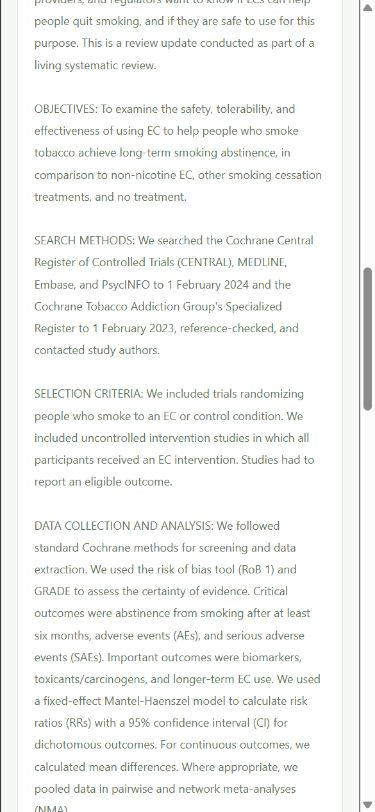 providers, and regulators want to know if ECs can help
people quit smoking, and if they are safe to use for this
purpose. This is a review update conducted as part of a
living systematic review.
OBJECTIVES: To examine the safety, tolerability, and
effectiveness of using EC to help people who smoke
tobacco achieve long-term smoking abstinence, in
comparison to non-nicotine EC, other smoking cessation
treatments, and no treatment.
SEARCH METHODS: We searched the Cochrane Central
Register of Controlled Trials (CENTRAL), MEDLINE,
Embase, and PsycINFO to 1 February 2024 and the
Cochrane Tobacco Addiction Group's Specialized
Register to 1 February 2023, reference-checked, and
contacted study authors.
SELECTION CRITERIA: We included trials randomizing
people who smoke to an EC or control condition. We
included uncontrolled intervention studies in which all
participants received an EC intervention. Studies had to
report an eligible outcome.
DATA COLLECTION AND ANALYSIS: We followed
standard Cochrane methods for screening and data
extraction. We used the risk of bias tool (RoB 1) and
GRADE to assess the certainty of evidence. Critical
outcomes were abstinence from smoking after at least
six months, adverse events (AEs), and serious adverse
events (SAEs). Important outcomes were biomarkers,
toxicants/carcinogens, and longer-term EC use. We used
a fixed-effect Mantel-Haenszel model to calculate risk
ratios (RRs) with a 95% confidence interval (CI) for
dichotomous outcomes. For continuous outcomes, we
calculated mean differences. Where appropriate, we
pooled data in pairwise and network meta-analyses
(NMA)